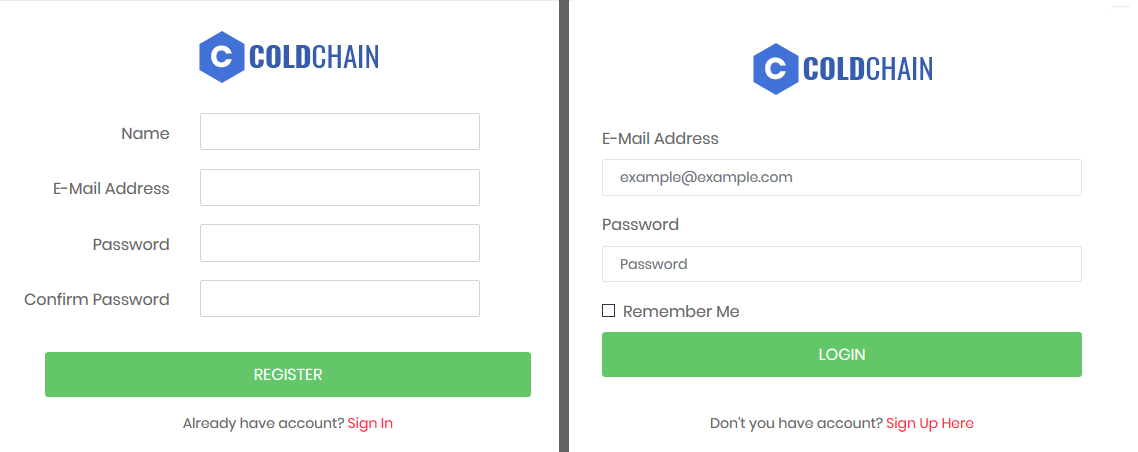 C COLDCHAIN
Name
E-Mail Address
Password
Confirm Password
REGISTER
Already have account? Sign In
C COLDCHAIN
E-Mail Address
example@example.com
Password
Password
Remember Me
LOGIN
Don't you have account? Sign Up Here